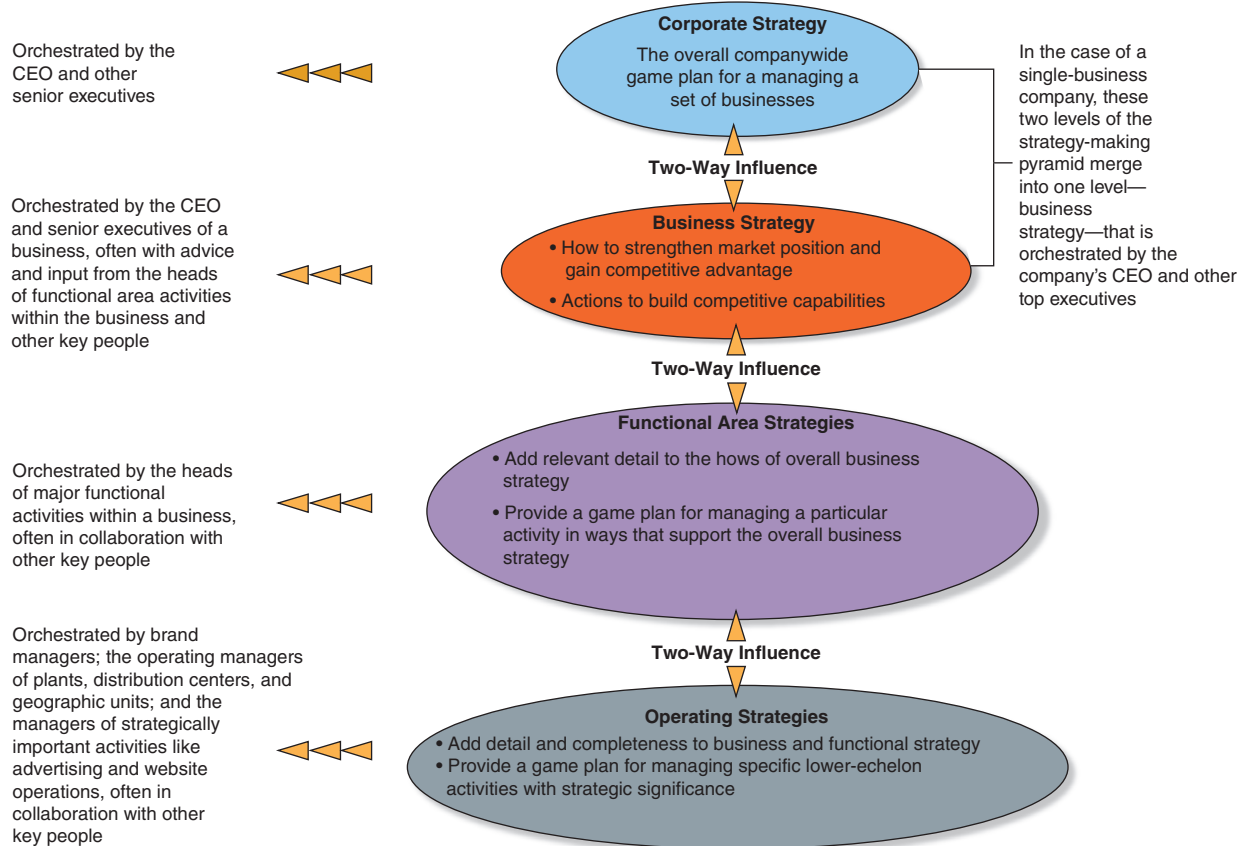 Corporate Strategy
The overall companywide
game plan for a managing a
set of businesses
Orchestrated by the
CEO and other
senior executives
In the case of a
single-business
company, these
two levels of the
strategy-making
pyramid merge
into one level—
business
strategy—that is
orchestrated by the
company's CEO and other
top executives
Two-Way Influence
Orchestrated by the CEO
and senior executives of a
business, often with advice
and input from the heads
of functional area activities
within the business and
other key people
Business Strategy
• How to strengthen market position and
gain competitive advantage
• Actions to build competitive capabilities
Two-Way Influence
Functional Area Strategies
• Add relevant detail to the hows of overall business
strategy
• Provide a game plan for managing a particular
activity in ways that support the overall business
strategy
Orchestrated by the heads
of major functional
activities within a business,
often in collaboration with
other key people
Two-Way Influence
Orchestrated by brand
managers; the operating managers
of plants, distribution centers, and
geographic units; and the
managers of strategically
important activities like
advertising and website
operations, often in
collaboration with other
key people
Operating Strategies
• Add detail and completeness to business and functional strategy
• Provide a game plan for managing specific lower-echelon
activities with strategic significance